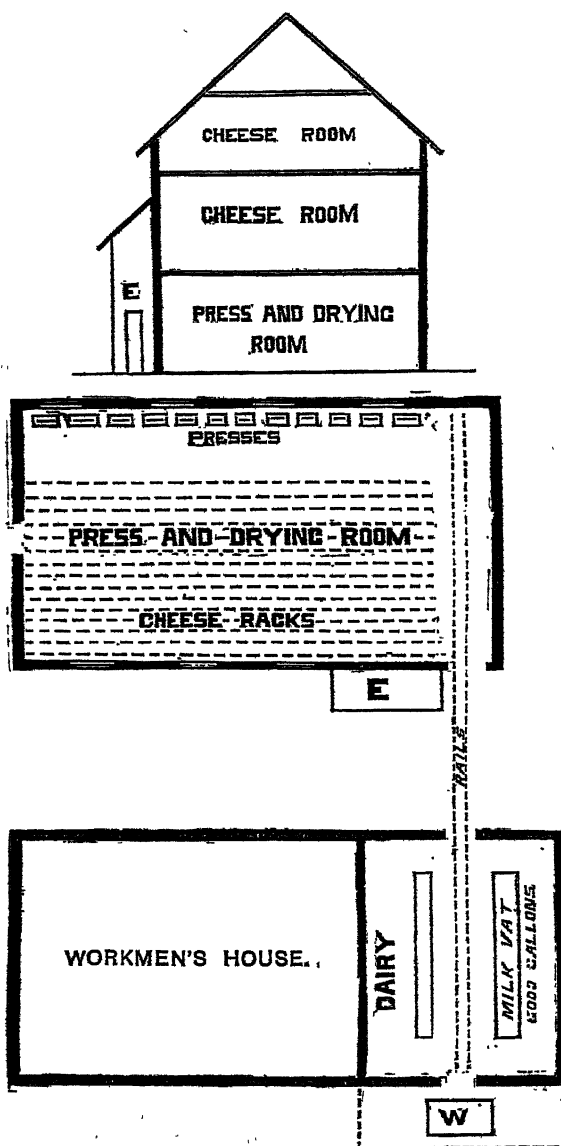 CHEESE ROOM
CHEESE ROOM
E
PRESS AND DRYING
ROOM
PRESSES
PRESS AND DRYING ROOM
CHEESE RACKS
E
RAILS
WORKMEN'S HOUSE.
DAIRY
MILK VAT
GALLONS
W